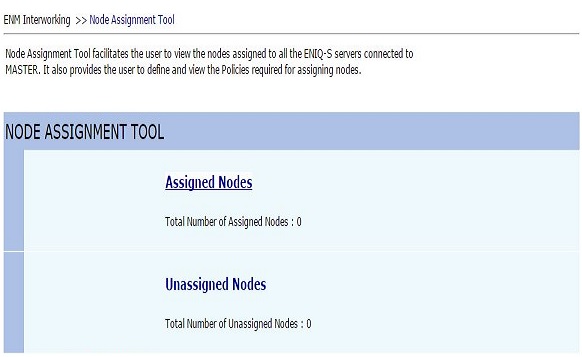 ENM Interworking >> Node Assignment Tool
Node Assignment Tool facilitates the user to view the nodes assigned to all the ENIQ-S servers connected to
MASTER. It also provides the user to define and view the Policies required for assigning nodes.
NODE ASSIGNMENT TOOL
Assigned Nodes
Total Number of Assigned Nodes : 0
Unassigned Nodes
Total Number of Unassigned Nodes : 0